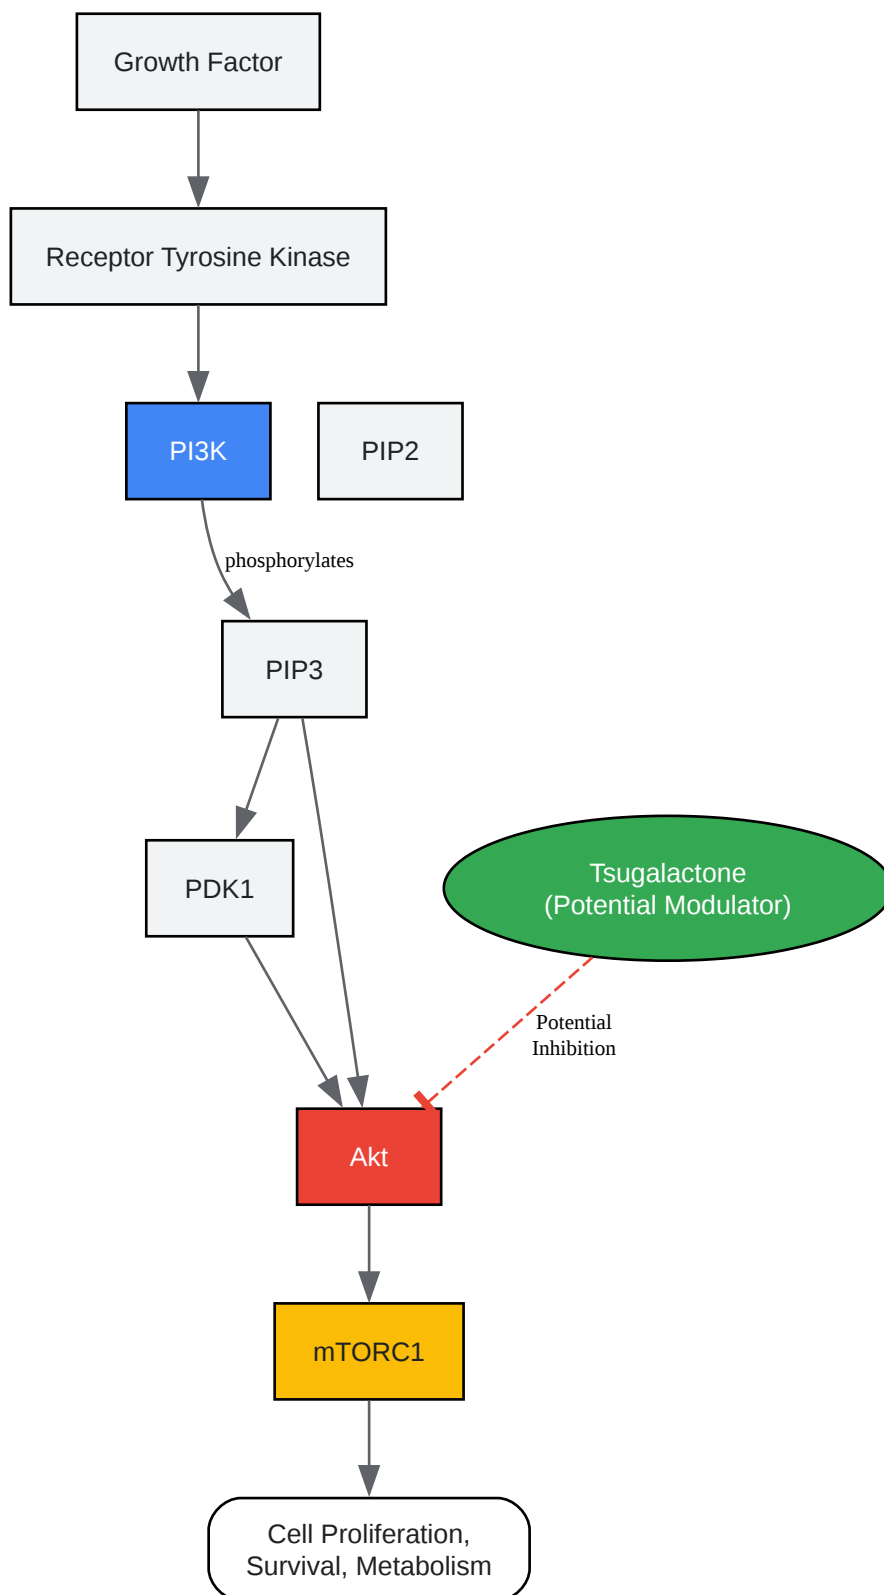 Growth Factor
Receptor Tyrosine Kinase
PI3K
PIP2
phosphorylates
PIP3
PDK1
Tsugalactone
(Potential Modulator)
Potential
Inhibition
Akt
mTORC1
Cell Proliferation,
Survival, Metabolism